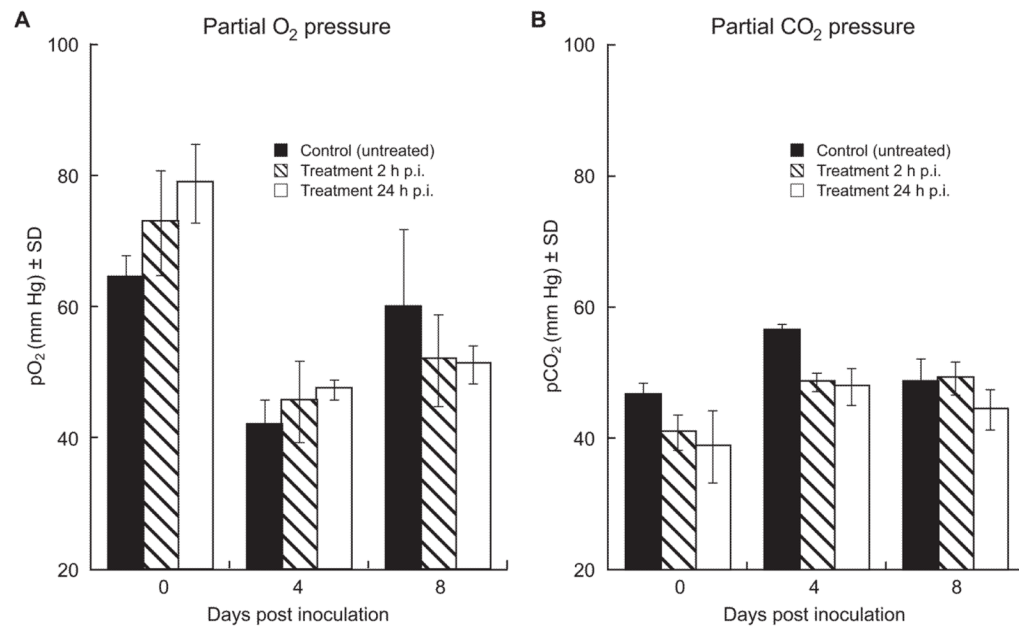 A
Partial O₂ pressure
100
80
60
40
20
pO₂ (mm Hg) ± SD
Control (untreated)
Treatment 2 h p.i.
Treatment 24 h p.i.
0 4 8
Days post inoculation
B
Partial CO₂ pressure
100
80
60
40
20
pCO₂ (mm Hg) ± SD
Control (untreated)
Treatment 2 h p.i.
Treatment 24 h p.i.
0 4 8
Days post inoculation